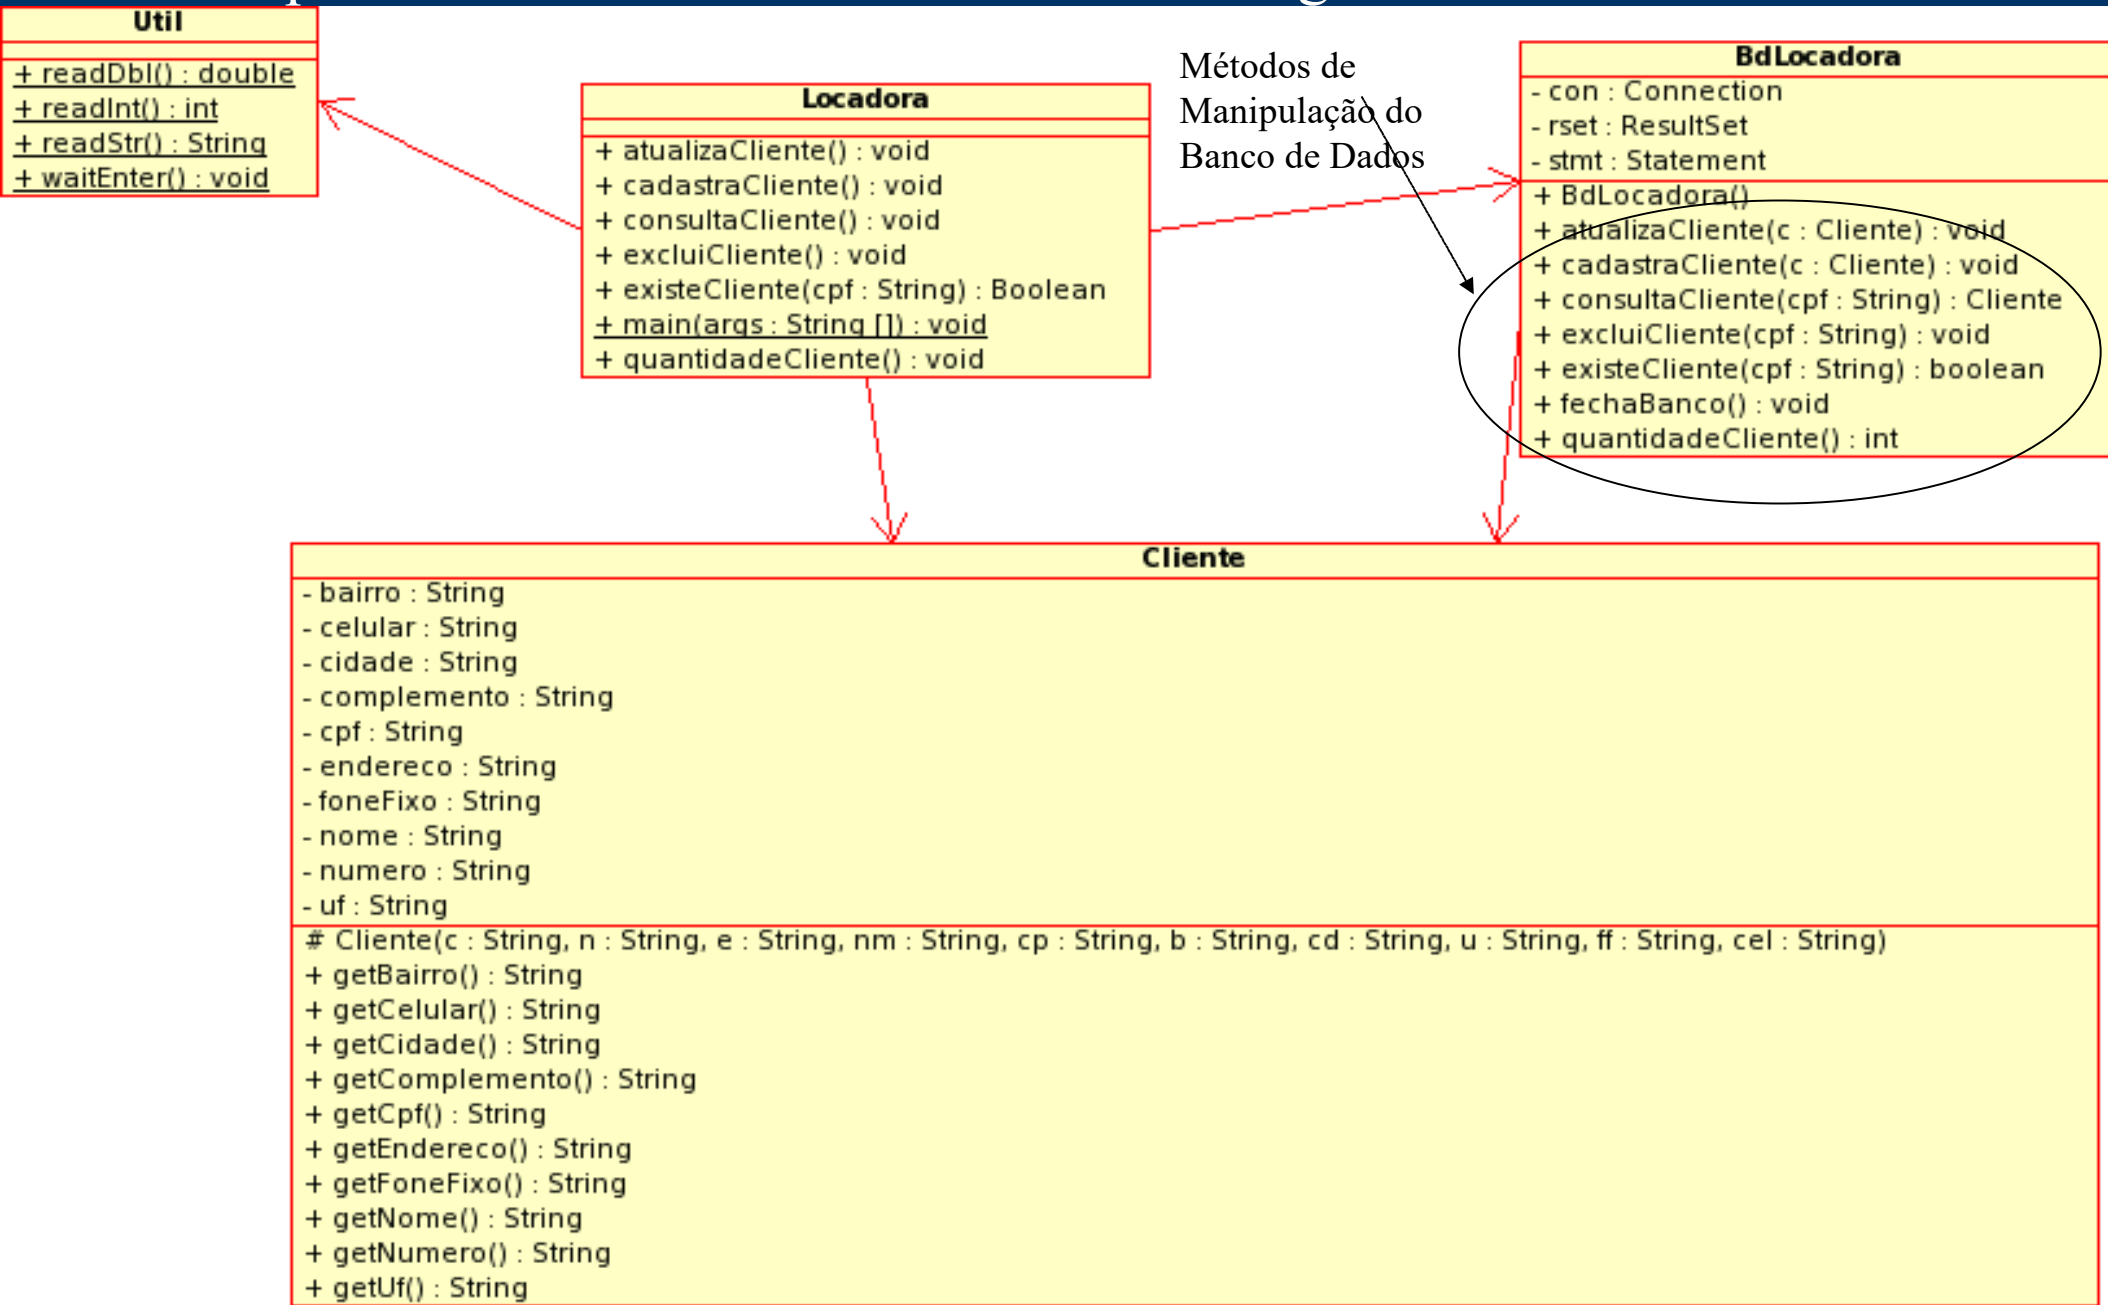 Util
+ readDbl() : double
+ readInt() : int
+ readStr() : String
+ waitEnter() : void
Locadora
+ atualizaCliente() : void
+ cadastraCliente() : void
+ consultaCliente() : void
+ excluiCliente() : void
+ existeCliente(cpf : String) : Boolean
+ main(args : String []) : void
+ quantidadeCliente() : void
Métodos de
Manipulação do
Banco de Dados
BdLocadora
- con : Connection
- rset : ResultSet
- stmt : Statement
+ BdLocadora()
+ atualizaCliente(c : Cliente) : void
+ cadastraCliente(c : Cliente) : void
+ consultaCliente(cpf : String) : Cliente
+ excluiCliente(cpf : String) : void
+ existeCliente(cpf : String) : boolean
+ fechaBanco() : void
+ quantidadeCliente() : int
Cliente
- bairro : String
- celular : String
- cidade : String
- complemento : String
- cpf : String
- endereco : String
- foneFixo : String
- nome : String
- numero : String
- uf : String
# Cliente(c : String, n : String, e : String, nm : String, cp : String, b : String, cd : String, u : String, ff : String, cel : String)
+ getBairro() : String
+ getCelular() : String
+ getCidade() : String
+ getComplemento() : String
+ getCpf() : String
+ getEndereco() : String
+ getFoneFixo() : String
+ getNome() : String
+ getNumero() : String
+ getUf() : String